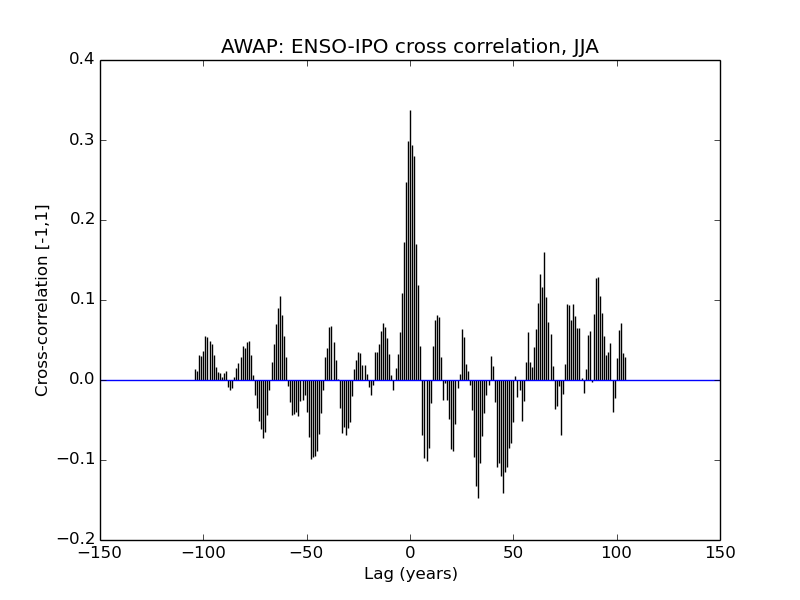 AWAP: ENSO-IPO cross correlation, JJA
0.4
0.3
0.2
0.1
0.0
−0.1
−0.2
Cross-correlation [-1,1]
−150 −100 −50 0 50 100 150
Lag (years)